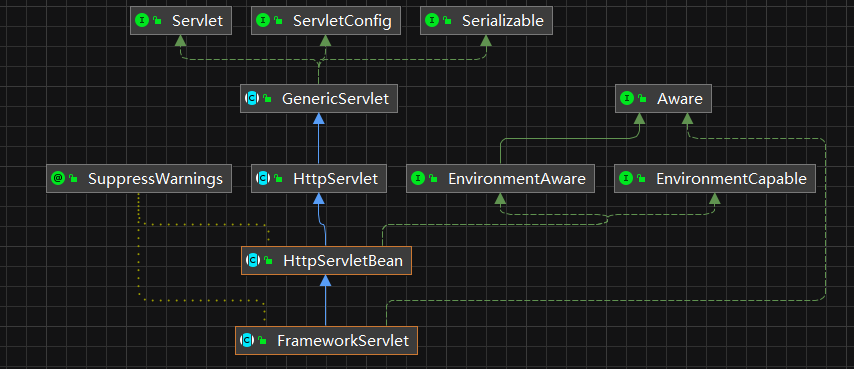 Servlet
ServletConfig
Serializable
GenericServlet
Aware
SuppressWarnings
HttpServlet
EnvironmentAware
EnvironmentCapable
HttpServletBean
FrameworkServlet